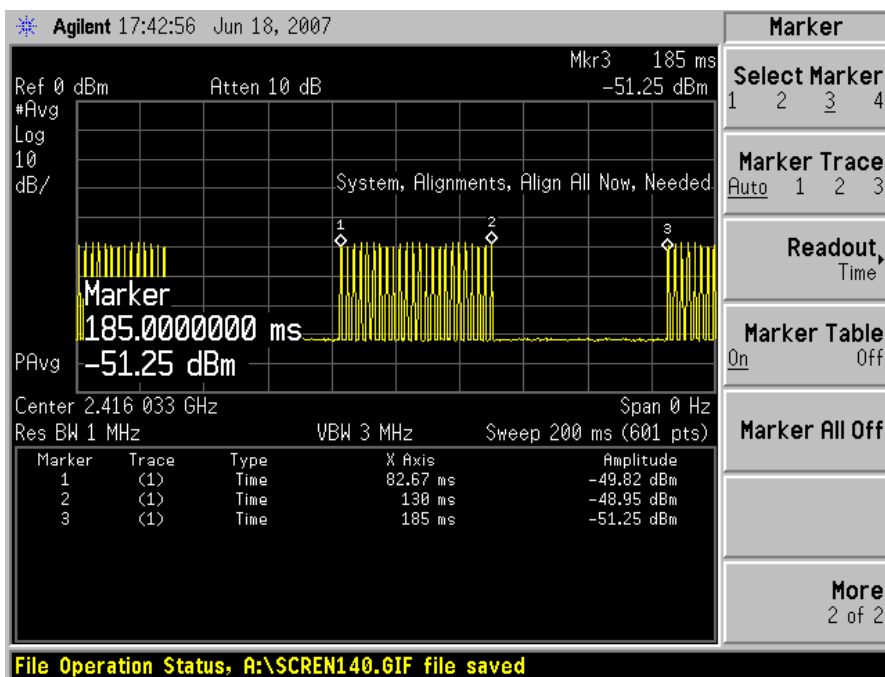 Agilent 17:42:56 Jun 18, 2007
Marker
Mkr3 185 ms
Ref 0 dBm Atten 10 dB -51.25 dBm
#Avg
Log
10
dB/
System, Alignments, Align All Now, Needed
1 2 3
Marker
185.0000000 ms
-51.25 dBm
PAvg
Center 2.416 033 GHz Span 0 Hz
Res BW 1 MHz VBW 3 MHz Sweep 200 ms (601 pts)
Marker Trace Type X Axis Amplitude
1 (1) Time 82.67 ms -49.82 dBm
2 (1) Time 130 ms -48.95 dBm
3 (1) Time 185 ms -51.25 dBm
Select Marker
1 2 3 4
Marker Trace
Auto 1 2 3
Readout
Time
Marker Table
On Off
Marker All Off
More
2 of 2
File Operation Status, A:\SCREN140.GIF file saved